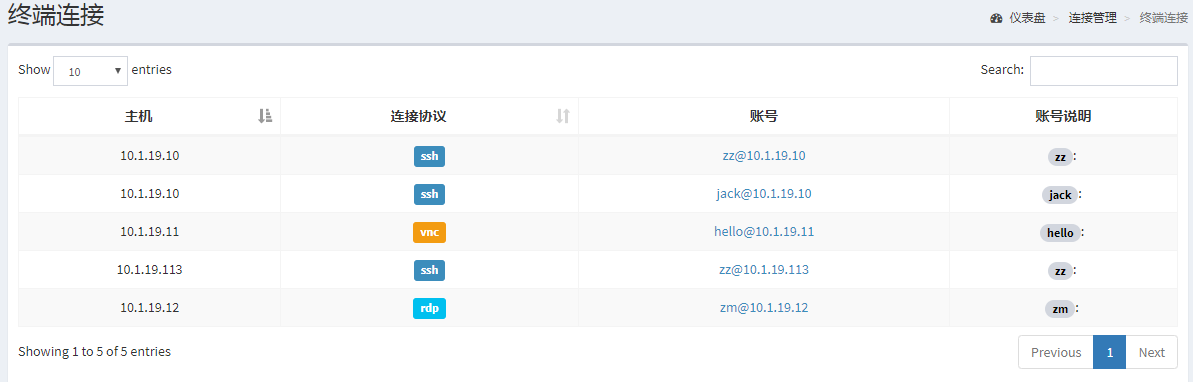 终端连接
仪表盘 > 连接管理 > 终端连接
Show 10 entries Search:
主机 连接协议 账号 账号说明
10.1.19.10 ssh zz@10.1.19.10 zz:
10.1.19.10 ssh jack@10.1.19.10 jack:
10.1.19.11 vnc hello@10.1.19.11 hello:
10.1.19.113 ssh zz@10.1.19.113 zz:
10.1.19.12 rdp zm@10.1.19.12 zm:
Showing 1 to 5 of 5 entries Previous 1 Next